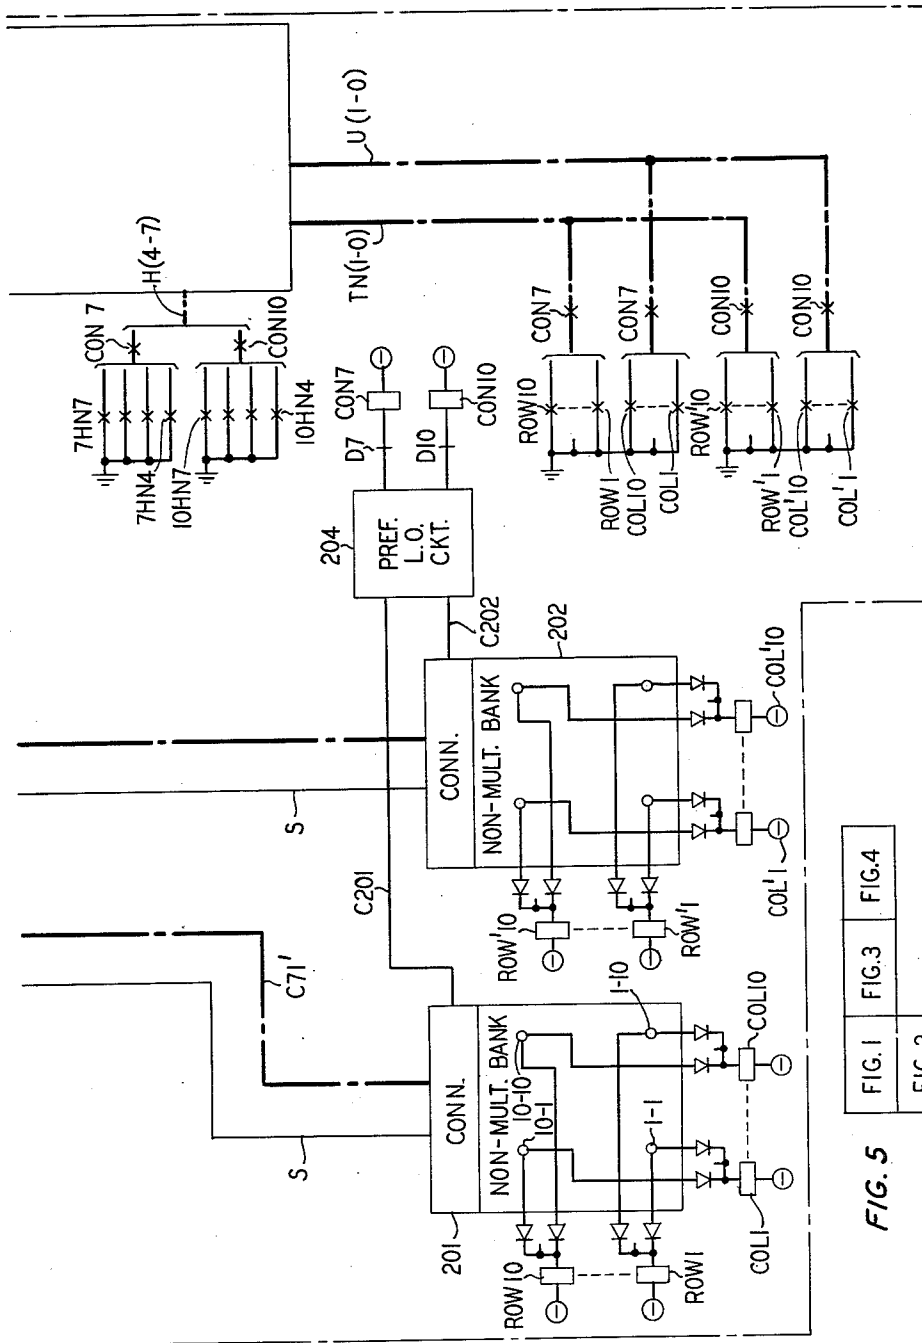 U (1-0)
TN(1-0)
H(4-7)
CON 7
CON10
7HN7
7HN4
10HN7
10HN4
CON7
CON10
D7
D10
204
PREF.
L.O.
CKT.
CON7
CON7
CON10
CON10
ROW10
ROW1
COL10
COL1
ROW'10
ROW'1
COL'10
COL'1
C202
202
S
C201
CONN.
NON-MULT. BANK
COL'10
COL'1
ROW'10
ROW'1
C71'
S
CONN.
201
NON-MULT. BANK
10-10
10-1
1-10
1-1
ROW10
ROW1
COL10
COL1
FIG. 5
FIG. 1
FIG.3
FIG.4
FIG. 2